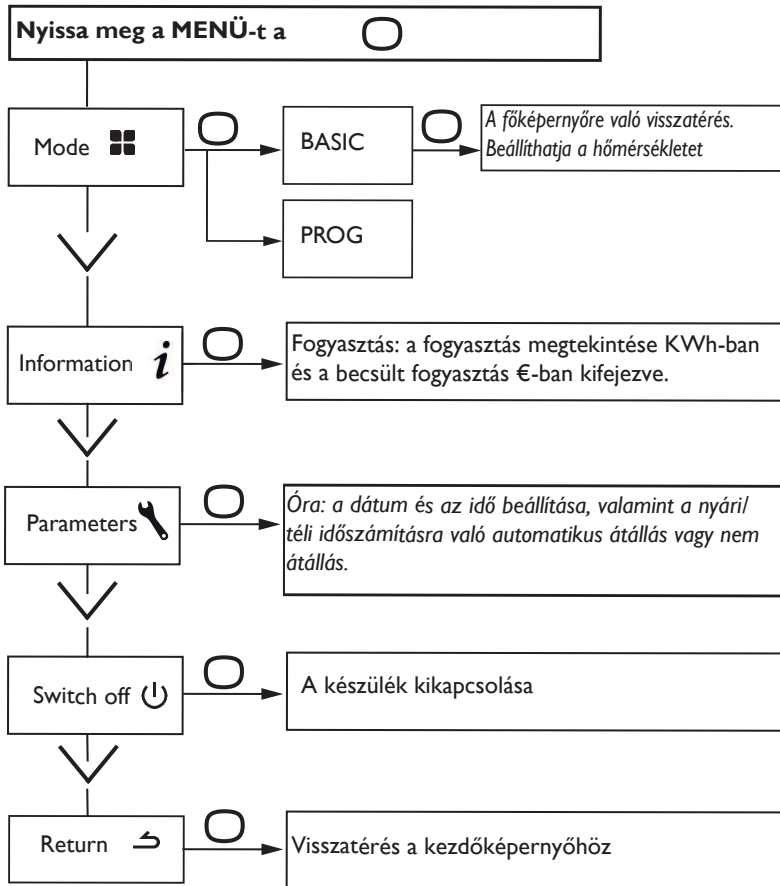 Nyissa meg a MENÜ-t a
Mode
BASIC
A főképernyőre való visszatérés.
Beállíthatja a hőmérsékletet
PROG
Information
Fogyasztás: a fogyasztás megtekintése KWh-ban
és a becsült fogyasztás €-ban kifejezve.
Parameters
Óra: a dátum és az idő beállítása, valamint a nyári/
téli időszámításra való automatikus átállás vagy nem
átállás.
Switch off
A készülék kikapcsolása
Return
Visszatérés a kezdőképernyőhöz